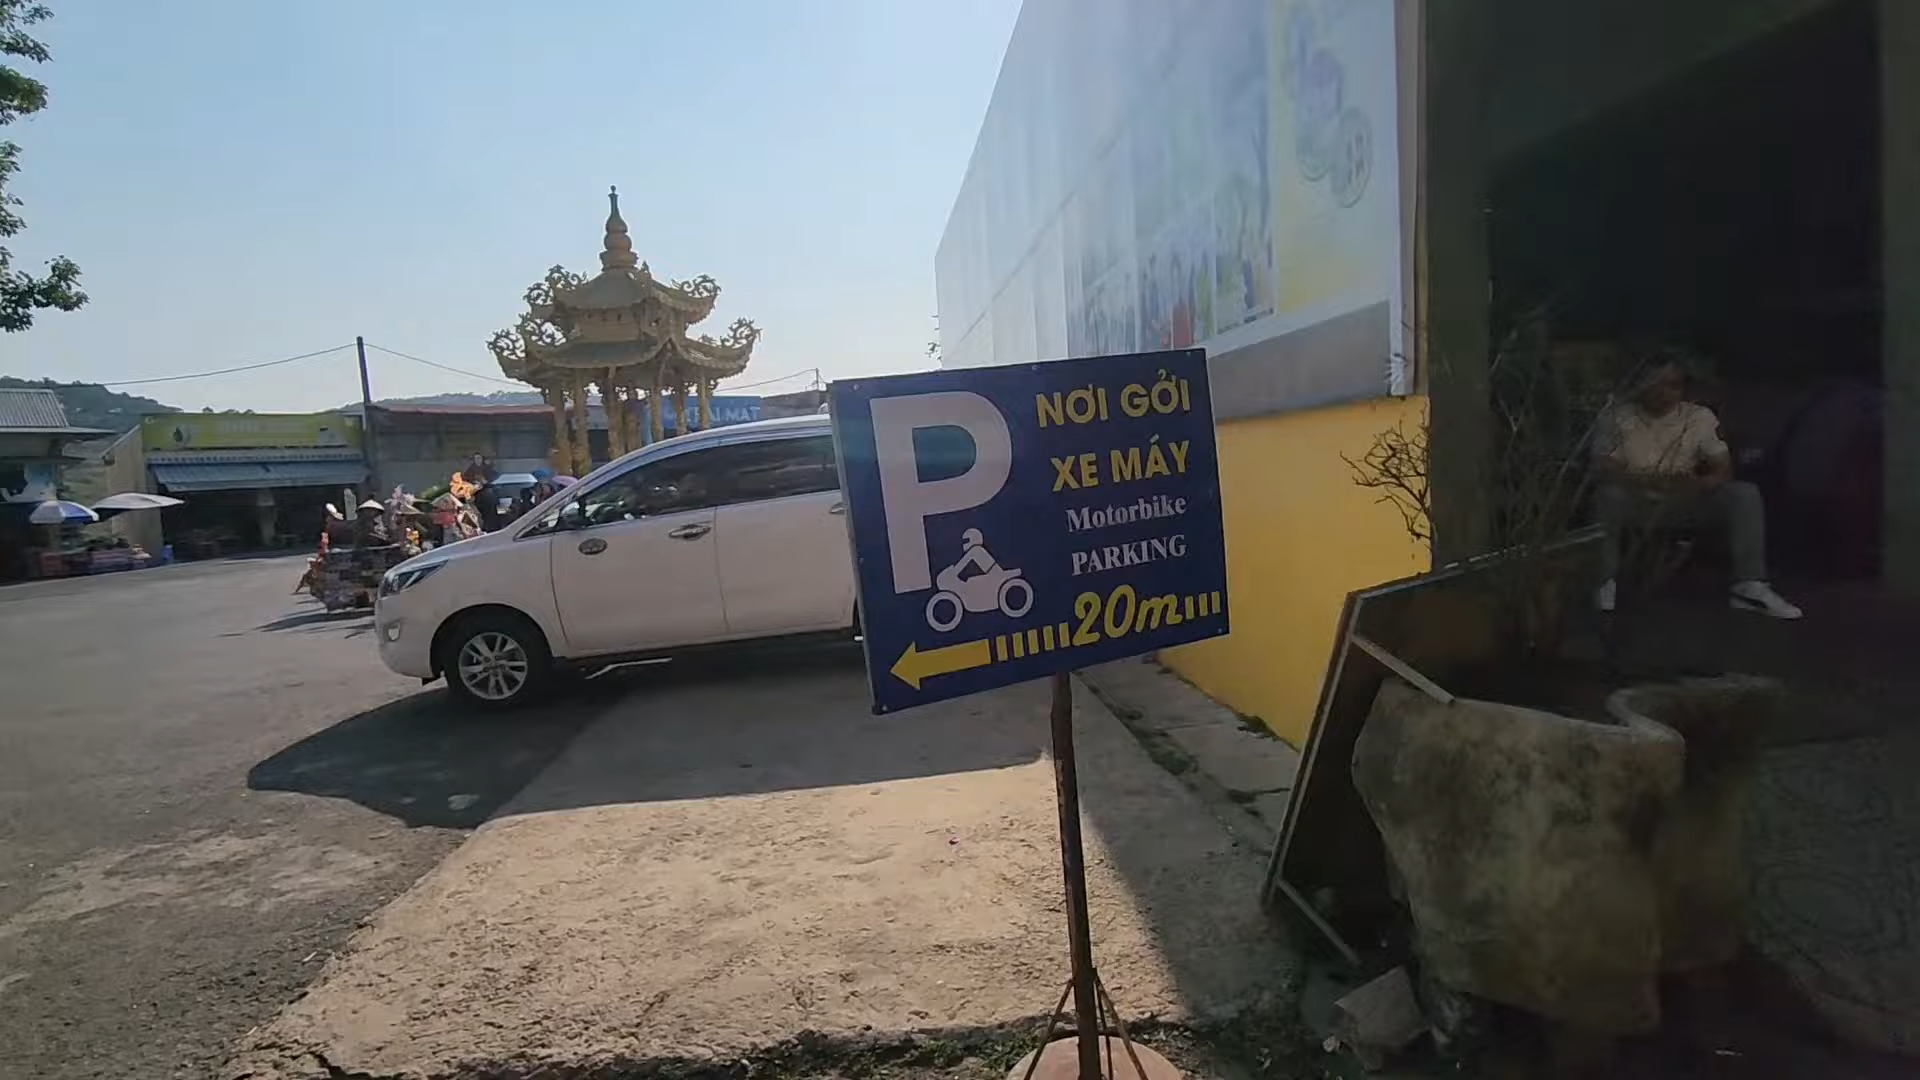 P
NƠI GỞI
XE MÁY
Motorbike
PARKING
20m